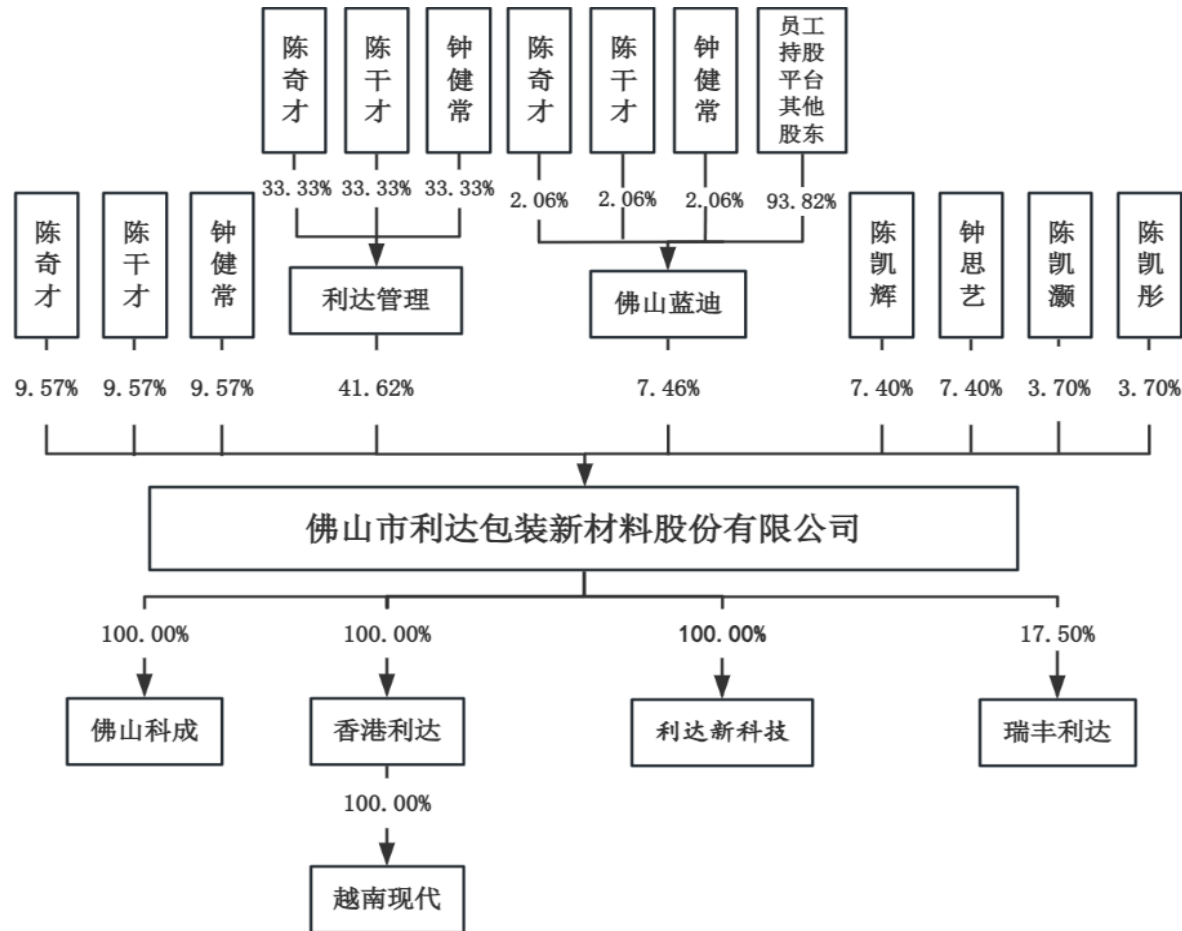 陈奇才
陈干才
钟健常
陈奇才
陈干才
钟健常
员工
持股
平台
其他
股东
33.33%
33.33%
33.33%
2.06%
2.06%
2.06%
93.82%
陈奇才
陈干才
钟健常
利达管理
佛山蓝迪
陈凯辉
钟思艺
陈凯灏
陈凯彤
9.57%
9.57%
9.57%
41.62%
7.46%
7.40%
7.40%
3.70%
3.70%
佛山市利达包装新材料股份有限公司
100.00%
100.00%
100.00%
17.50%
佛山科成
香港利达
利达新科技
瑞丰利达
100.00%
越南现代